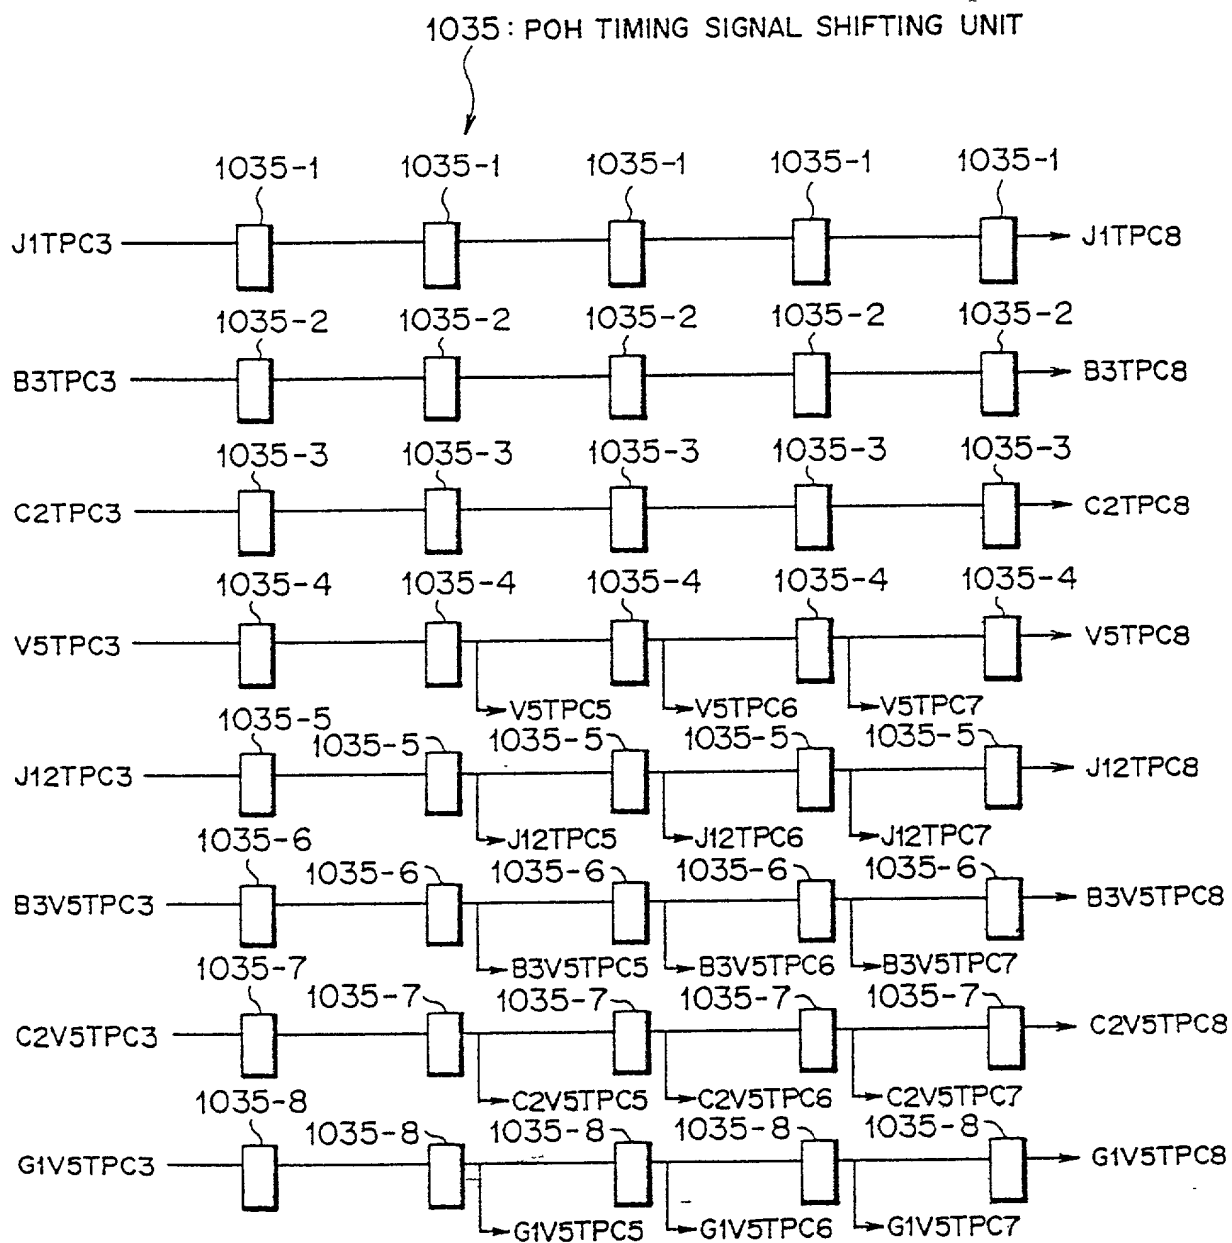 1035: POH TIMING SIGNAL SHIFTING UNIT
1035-1 1035-1 1035-1 1035-1 1035-1
J1TPC3 J1TPC8
1035-2 1035-2 1035-2 1035-2 1035-2
B3TPC3 B3TPC8
1035-3 1035-3 1035-3 1035-3 1035-3
C2TPC3 C2TPC8
1035-4 1035-4 1035-4 1035-4 1035-4
V5TPC3 V5TPC8
V5TPC5 V5TPC6 V5TPC7
1035-5 1035-5 1035-5 1035-5 1035-5
J12TPC3 J12TPC8
J12TPC5 J12TPC6 J12TPC7
1035-6 1035-6 1035-6 1035-6 1035-6
B3V5TPC3 B3V5TPC8
B3V5TPC5 B3V5TPC6 B3V5TPC7
1035-7 1035-7 1035-7 1035-7 1035-7
C2V5TPC3 C2V5TPC8
C2V5TPC5 C2V5TPC6 C2V5TPC7
1035-8 1035-8 1035-8 1035-8 1035-8
G1V5TPC3 G1V5TPC8
G1V5TPC5 G1V5TPC6 G1V5TPC7